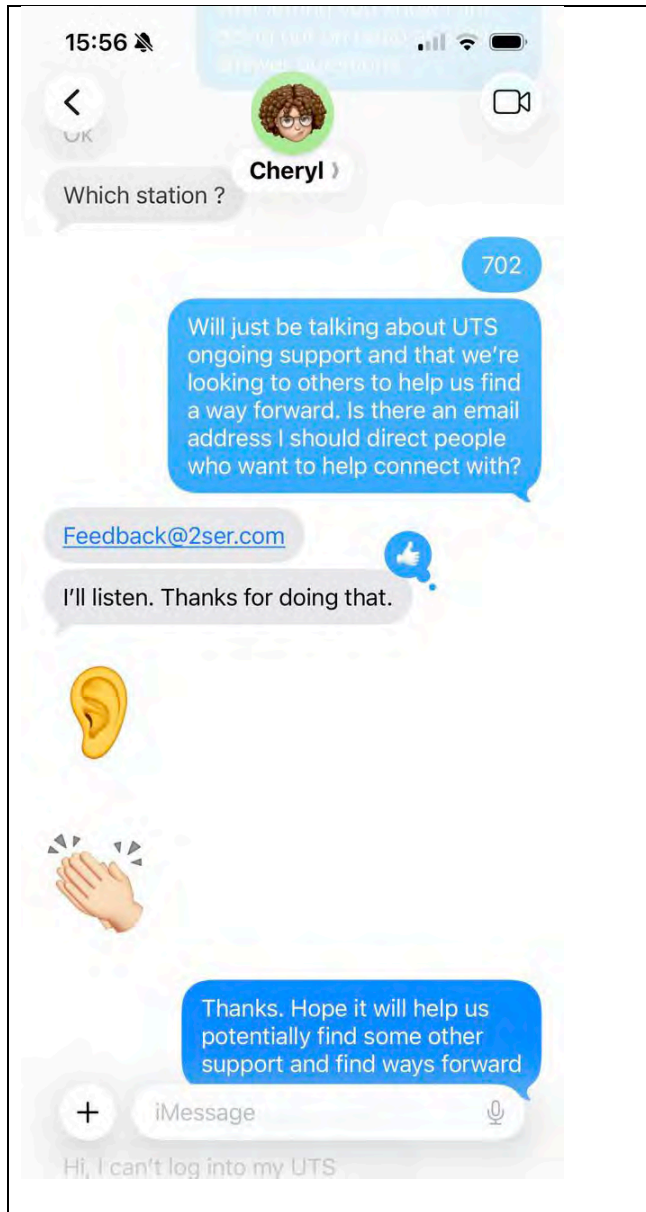 15:56
OK
Cheryl
Which station ?
702
Will just be talking about UTS
ongoing support and that we're
looking to others to help us find
a way forward. Is there an email
address I should direct people
who want to help connect with?
Feedback@2ser.com
I'll listen. Thanks for doing that.
Thanks. Hope it will help us
potentially find some other
support and find ways forward
iMessage
Hi, I can't log into my UTS